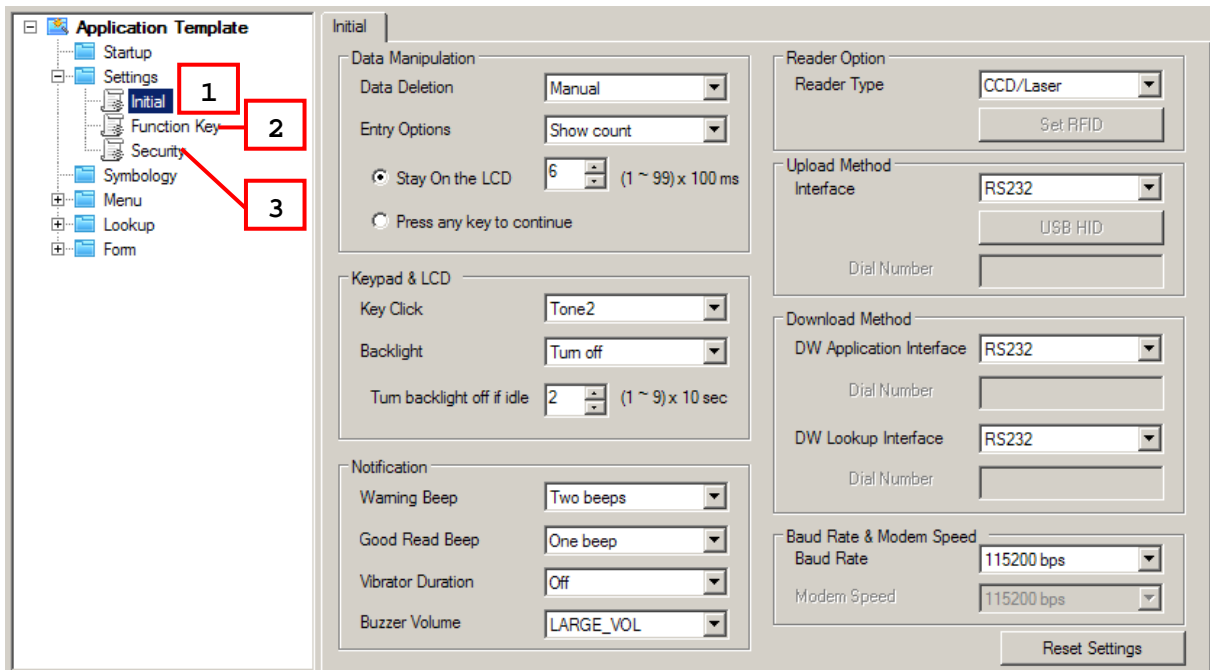 Application Template
Startup
Settings
Initial
1
Function Key
2
Security
Symbology
Menu
3
Lookup
Form
Initial
Data Manipulation
Data Deletion Manual
Entry Options Show count
Stay On the LCD 6 (1 ~ 99) x 100 ms
Press any key to continue
Keypad & LCD
Key Click Tone2
Backlight Turn off
Turn backlight off if idle 2 (1 ~ 9) x 10 sec
Notification
Warning Beep Two beeps
Good Read Beep One beep
Vibrator Duration Off
Buzzer Volume LARGE_VOL
Reader Option
Reader Type CCD/Laser
Set RFID
Upload Method
Interface RS232
USB HID
Dial Number
Download Method
DW Application Interface RS232
Dial Number
DW Lookup Interface RS232
Dial Number
Baud Rate & Modem Speed
Baud Rate 115200 bps
Modem Speed 115200 bps
Reset Settings